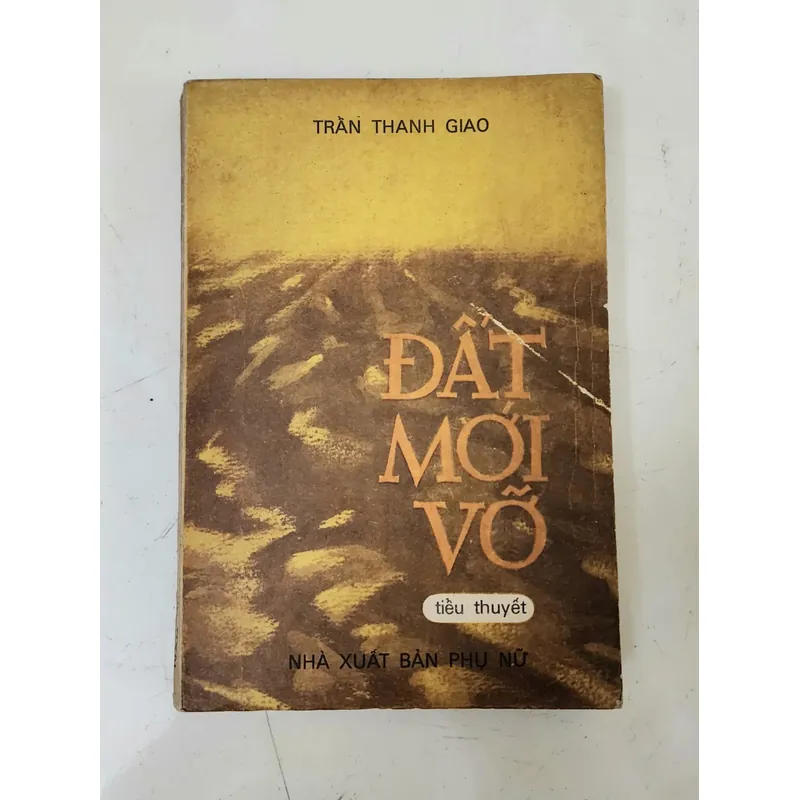 TRẦN THANH GIAO
ĐẤT
MỚI
VỠ
tiểu thuyết
NHÀ XUẤT BẢN PHỤ NỮ